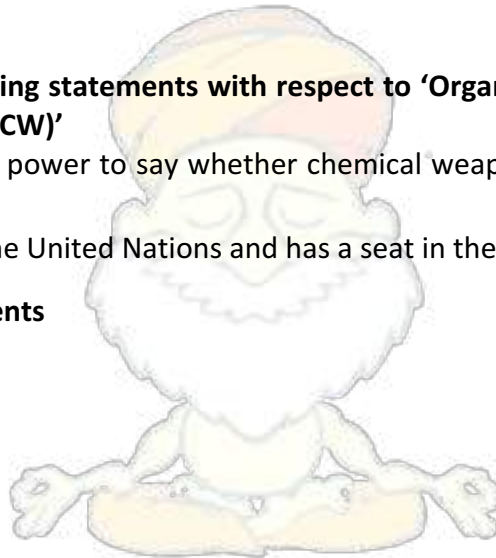 ing statements with respect to ‘Organ
CW)’
power to say whether chemical weap
he United Nations and has a seat in the
ents